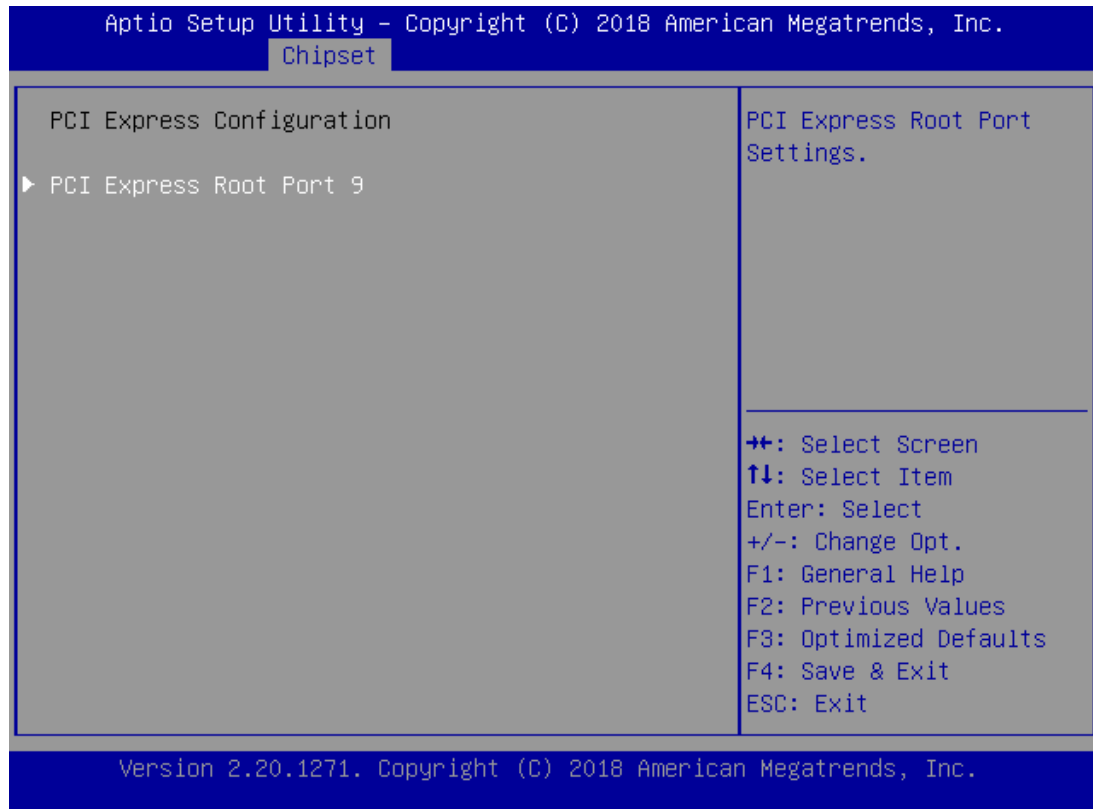 Aptio Setup Utility – Copyright (C) 2018 American Megatrends, Inc.
Chipset
PCI Express Configuration
▶ PCI Express Root Port 9
PCI Express Root Port
Settings.
→←: Select Screen
↑↓: Select Item
Enter: Select
+/-: Change Opt.
F1: General Help
F2: Previous Values
F3: Optimized Defaults
F4: Save & Exit
ESC: Exit
Version 2.20.1271. Copyright (C) 2018 American Megatrends, Inc.